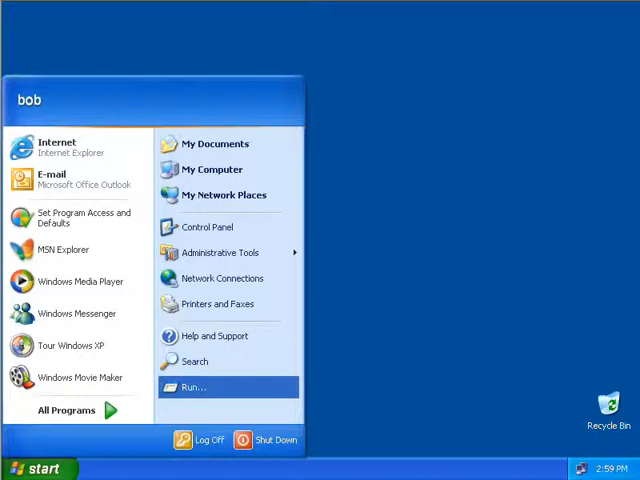 bob
Internet
Internet Explorer
E-mail
Microsoft Office Outlook
Set Program Access and
Defaults
MSN Explorer
Windows Media Player
Windows Messenger
Tour Windows XP
Windows Movie Maker
All Programs
My Documents
My Computer
My Network Places
Control Panel
Administrative Tools
Network Connections
Printers and Faxes
Help and Support
Search
Run...
Log Off
Shut Down
Recycle Bin
start
2:59 PM